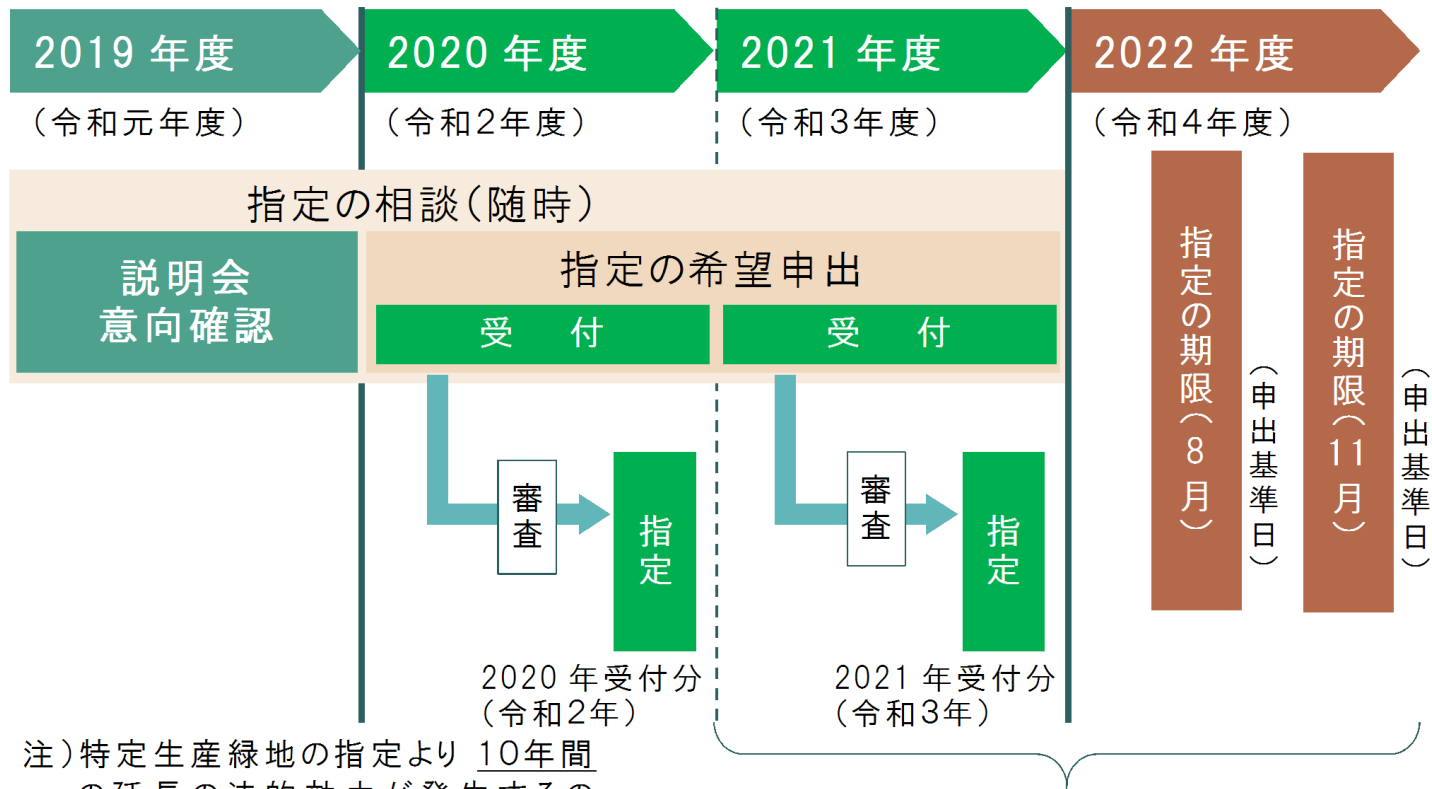 2019 年度
2020 年度
2021 年度
2022 年度
（令和元年度）
（令和2年度）
（令和3年度）
（令和4年度）
指定の相談（随時）
説明会
意向確認
指定の希望申出
受　付
受　付
審査
指定
2020 年受付分
（令和2年）
審査
指定
2021 年受付分
（令和3年）
指定の期限（8月）
（申出基準日）
指定の期限（11月）
（申出基準日）
注）特定生産緑地の指定より 10年間